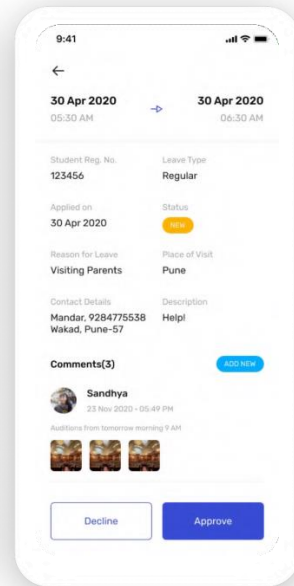 9:41
30 Apr 2020 30 Apr 2020
05:30 AM 06:30 AM
Student Reg. No. Leave Type
123456 Regular
Applied on Status
30 Apr 2020 NEW
Reason for Leave Place of Visit
Visiting Parents Pune
Contact Details Description
Mandar, 9284775538 Help!
Wakad, Pune-57
Comments(3) ADD NEW
Sandhya
23 Nov 2020 - 05:49 PM
Auditions from tomorrow morning 9 AM
Decline Approve